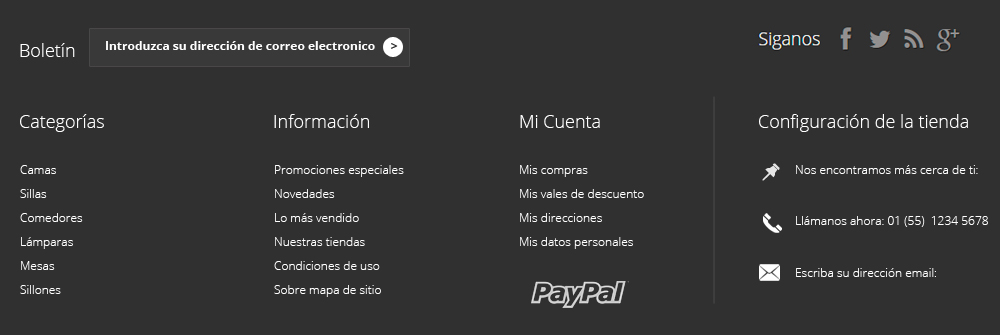 Boletín
Introduzca su dirección de correo electronico >
Siganos
g+
Categorías
Camas
Sillas
Comedores
Lámparas
Mesas
Sillones
Información
Promociones especiales
Novedades
Lo más vendido
Nuestras tiendas
Condiciones de uso
Sobre mapa de sitio
Mi Cuenta
Mis compras
Mis vales de descuento
Mis direcciones
Mis datos personales
PayPal
Configuración de la tienda
Nos encontramos más cerca de ti:
Llámanos ahora: 01 (55) 1234 5678
Escriba su dirección email: